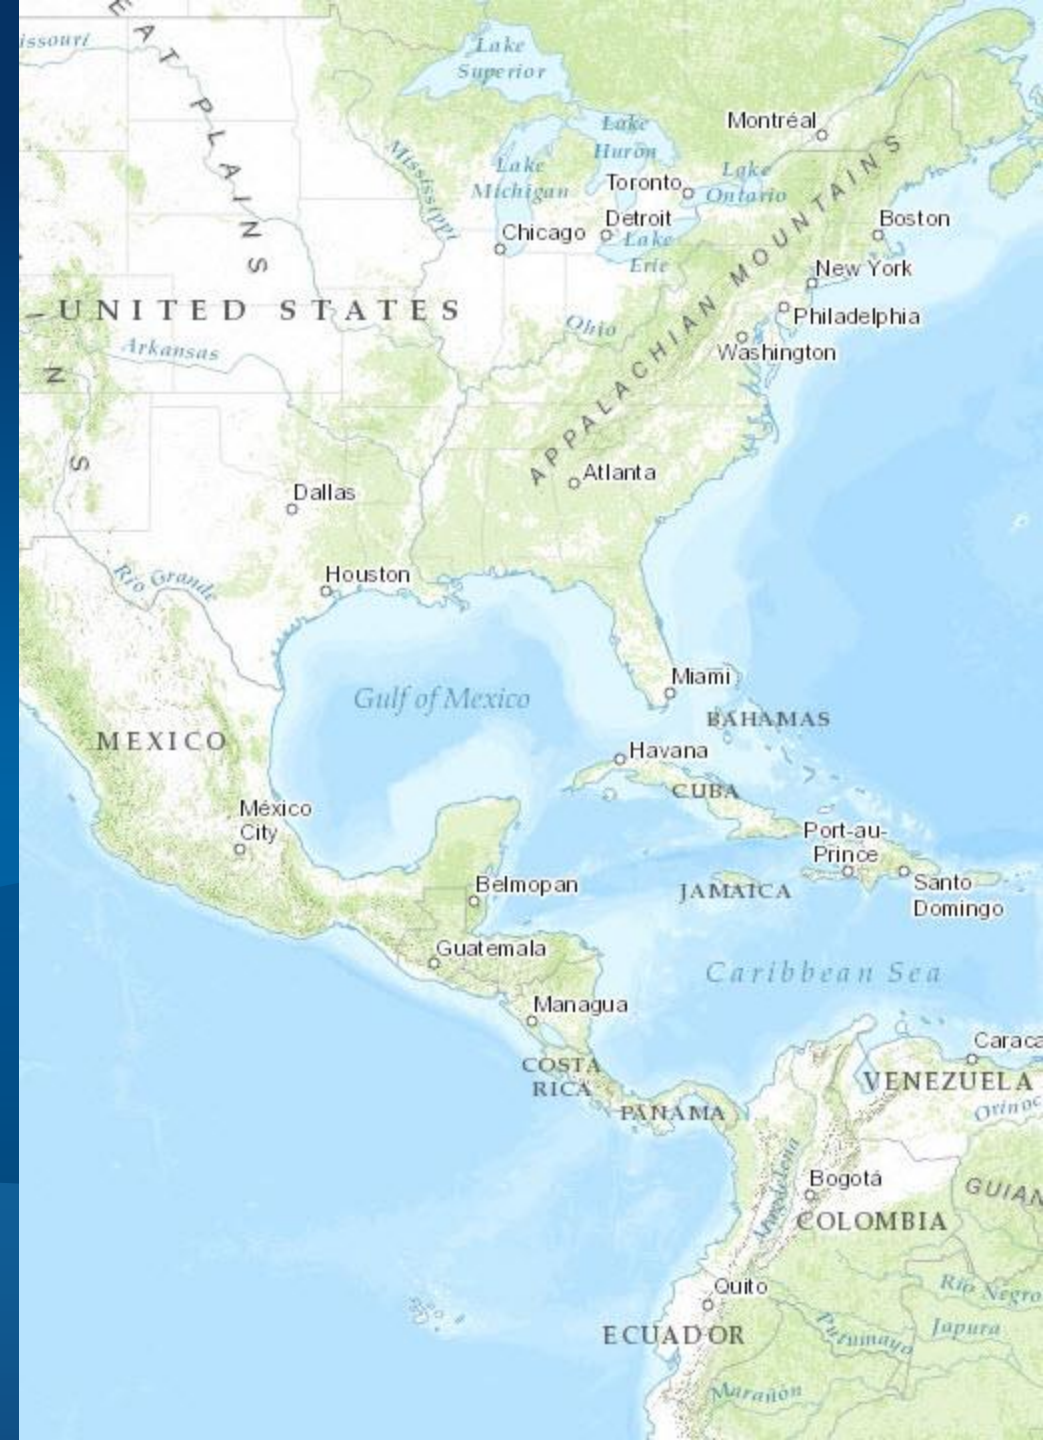 EAT PLAINS
issouri
Lake
Superior
Mississippi
Lake
Huron
Montréal
Lake
Michigan
Toronto
Lake
Ontario
Detroit
Chicago
Lake
Erie
Boston
New York
APPALACHIAN MOUNTAINS
UNITED STATES
Philadelphia
Ohio
Arkansas
Washington
N
S
Atlanta
Dallas
Rio Grande
Houston
Miami
Gulf of Mexico
BAHAMAS
MEXICO
Havana
CUBA
México
City
Port-au-
Prince
Belmopan
JAMAICA
Santo
Domingo
Guatemala
Caribbean Sea
Managua
Caraca
COSTA
RICA
VENEZUELA
PANAMA
Orinoc
Magdalena
Bogotá
GUIAN
COLOMBIA
Quito
Río Negro
Putumayo
Japura
ECUADOR
Marañón